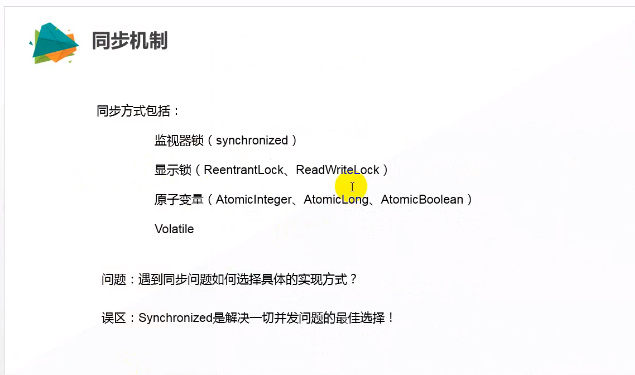 同步机制
同步方式包括：
监视器锁（synchronized）
显示锁（ReentrantLock、ReadWriteLock）
原子变量（AtomicInteger、AtomicLong、AtomicBoolean）
Volatile
问题：遇到同步问题如何选择具体的实现方式？
误区：Synchronized是解决一切并发问题的最佳选择！